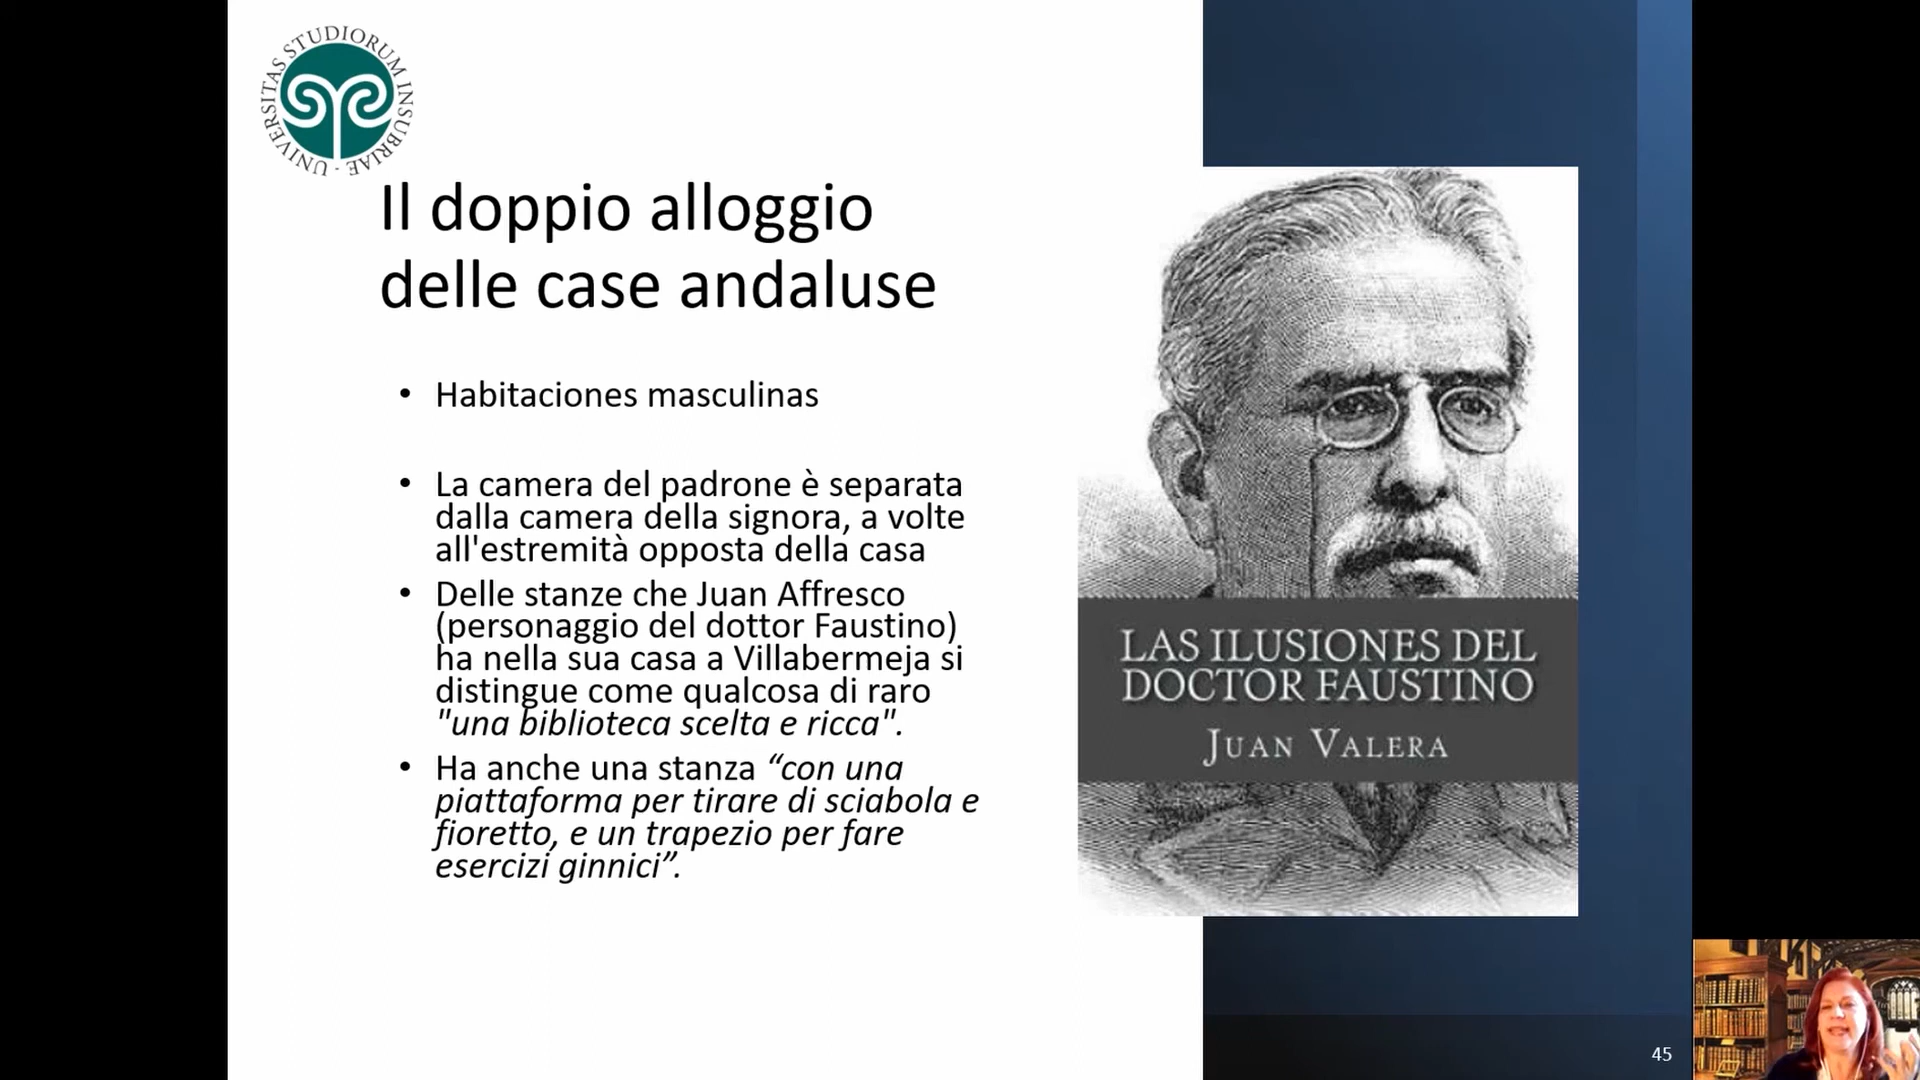 UNIVERSITAS STUDIORUM INSUBRIAE -
Il doppio alloggio
delle case andaluse
• Habitaciones masculinas
• La camera del padrone è separata
dalla camera della signora, a volte
all'estremità opposta della casa
• Delle stanze che Juan Affresco
(personaggio del dottor Faustino)
ha nella sua casa a Villabermeja si
distingue come qualcosa di raro
"una biblioteca scelta e ricca".
• Ha anche una stanza “con una
piattaforma per tirare di sciabola e
fioretto, e un trapezio per fare
esercizi ginnici”.
LAS ILUSIONES DEL
DOCTOR FAUSTINO
JUAN VALERA
45